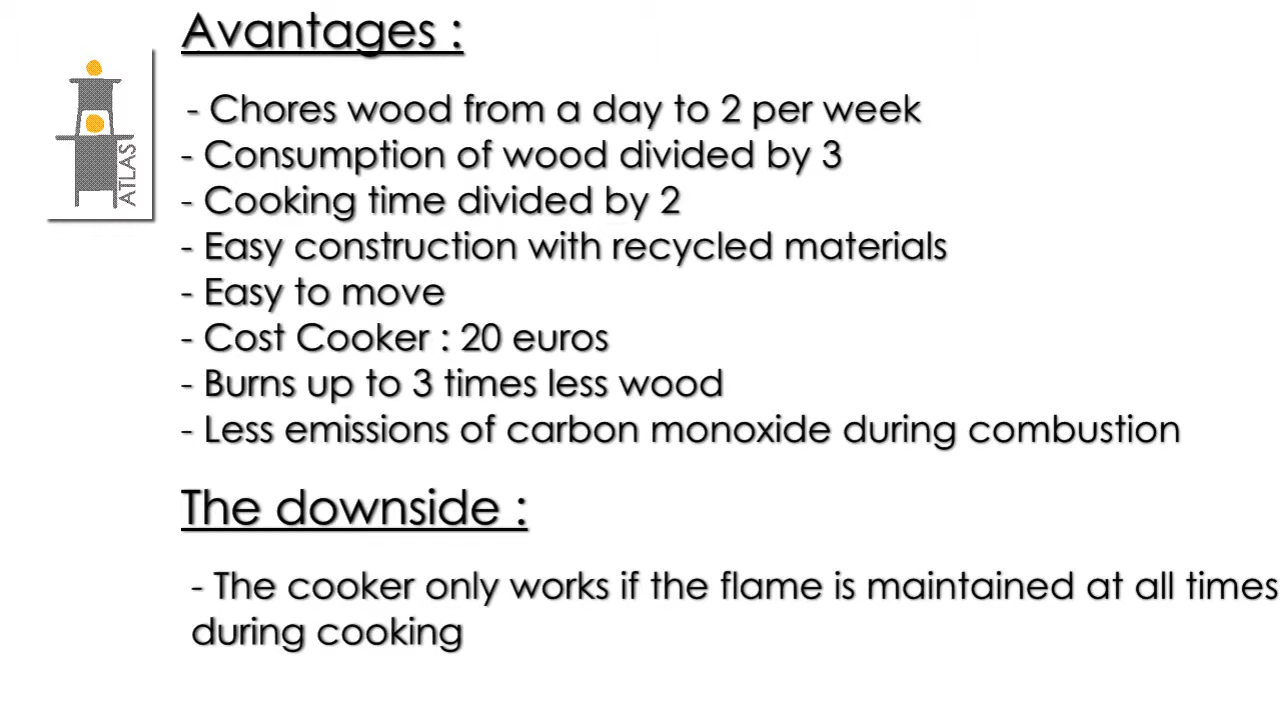 Avantages :
ATLAS
- Chores wood from a day to 2 per week
- Consumption of wood divided by 3
- Cooking time divided by 2
- Easy construction with recycled materials
- Easy to move
- Cost Cooker : 20 euros
- Burns up to 3 times less wood
- Less emissions of carbon monoxide during combustion
The downside :
- The cooker only works if the flame is maintained at all times
during cooking